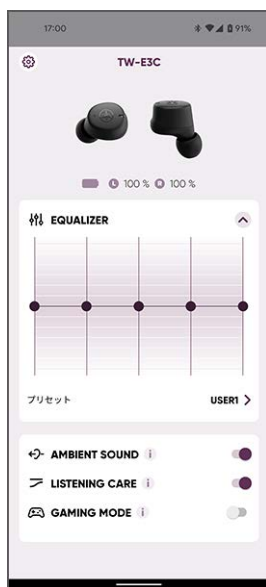 17:00 91%
TW-E3C
L 100 % R 100 %
EQUALIZER
プリセット USER1
AMBIENT SOUND i
LISTENING CARE i
GAMING MODE i